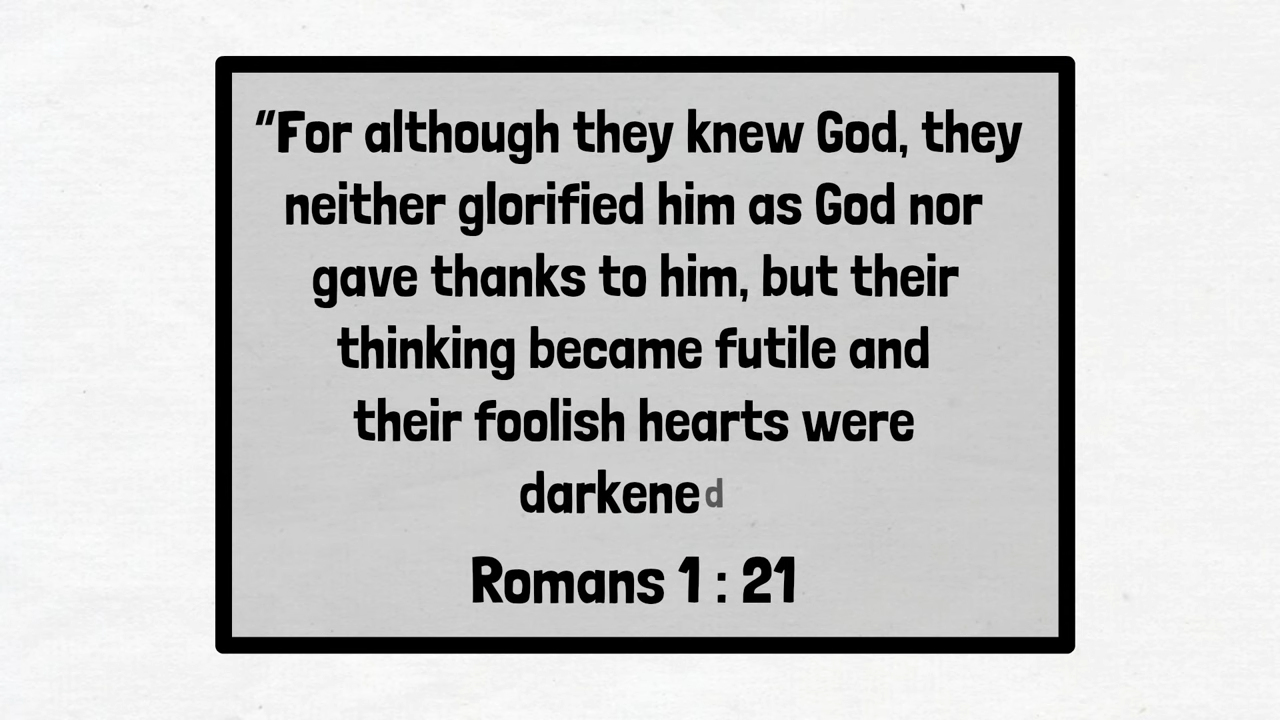 “For although they knew God, they
neither glorified him as God nor
gave thanks to him, but their
thinking became futile and
their foolish hearts were
darkened
Romans 1 : 21